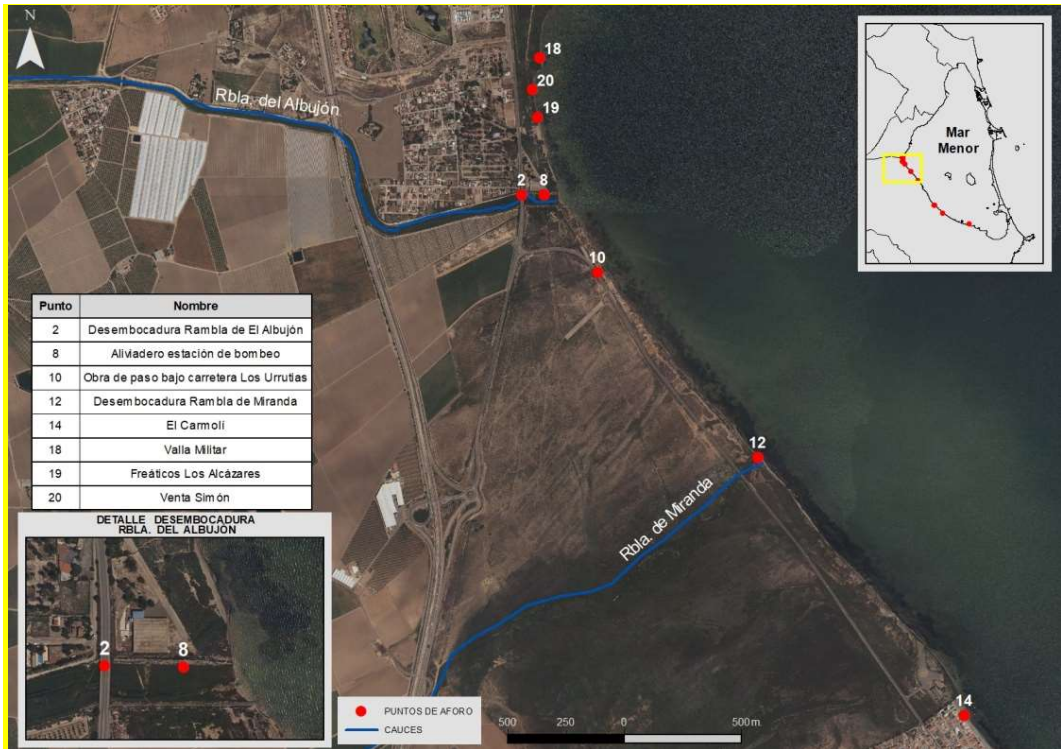 N
18
20
19
Rbla. del Albujón
2
8
10
Mar
Menor
Punto Nombre
2 Desembocadura Rambla de El Albujón
8 Aliviadero estación de bombeo
10 Obra de paso bajo carretera Los Urrutias
12 Desembocadura Rambla de Miranda
14 El Carmolí
18 Valla Militar
19 Freáticos Los Alcázares
20 Venta Simón
12
Rbla. de Miranda
DETALLE DESEMBOCADURA
RBLA. DEL ALBUJÓN
2
8
14
PUNTOS DE AFORO
CAUCES
500 250 0 500 m.